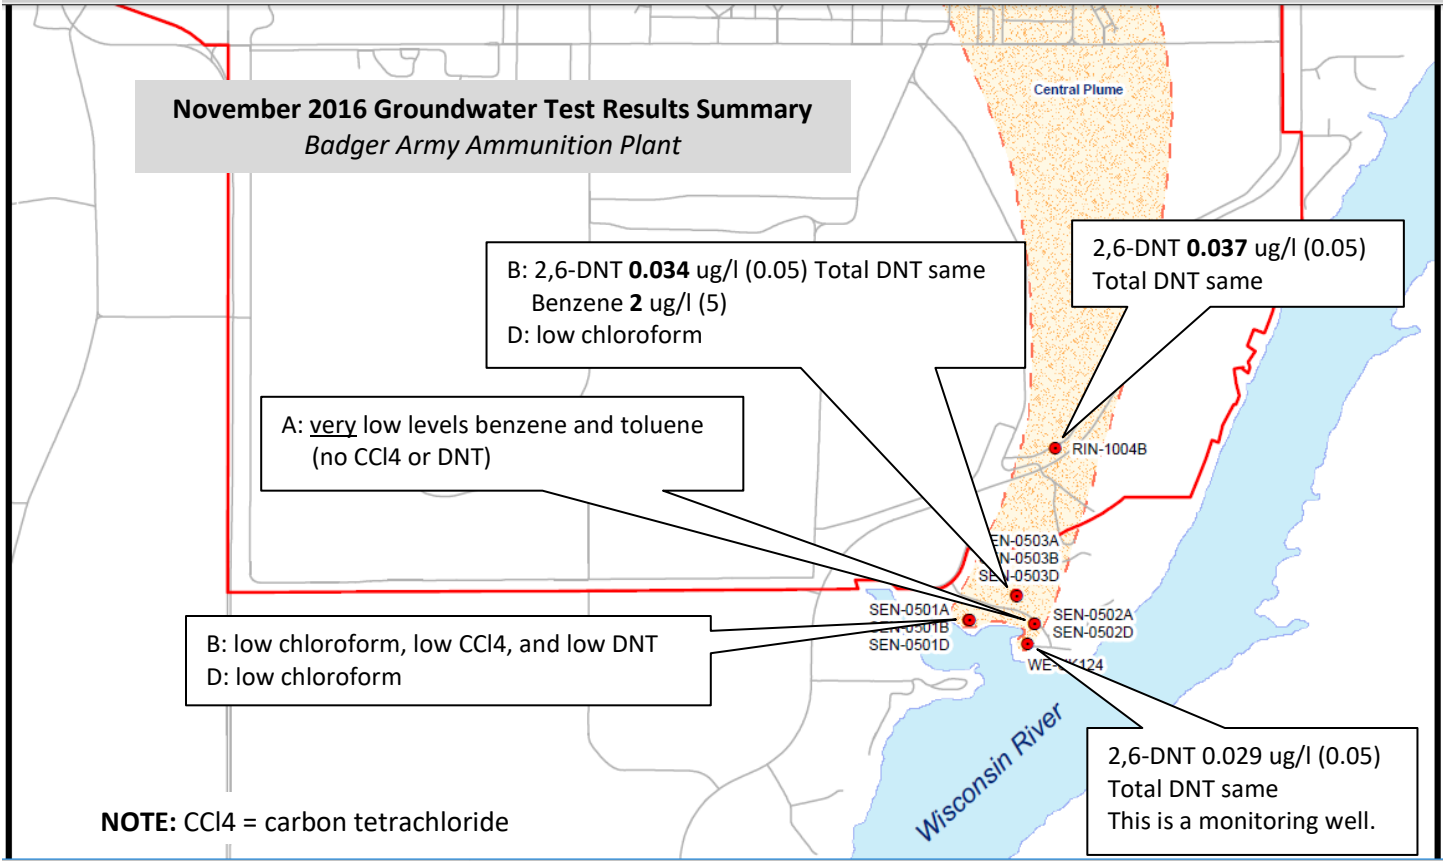 November 2016 Groundwater Test Results Summary
Badger Army Ammunition Plant
Central Plume
2,6-DNT 0.037 ug/l (0.05)
Total DNT same
B: 2,6-DNT 0.034 ug/l (0.05) Total DNT same
Benzene 2 ug/l (5)
D: low chloroform
A: very low levels benzene and toluene
(no CCl4 or DNT)
RIN-1004B
EN-0503A
N-0503B
SEN-0503D
SEN-0501A
SEN-0501B
SEN-0501D
SEN-0502A
SEN-0502D
B: low chloroform, low CCl4, and low DNT
D: low chloroform
Wisconsin River
2,6-DNT 0.029 ug/l (0.05)
Total DNT same
This is a monitoring well.
NOTE: CCl4 = carbon tetrachloride